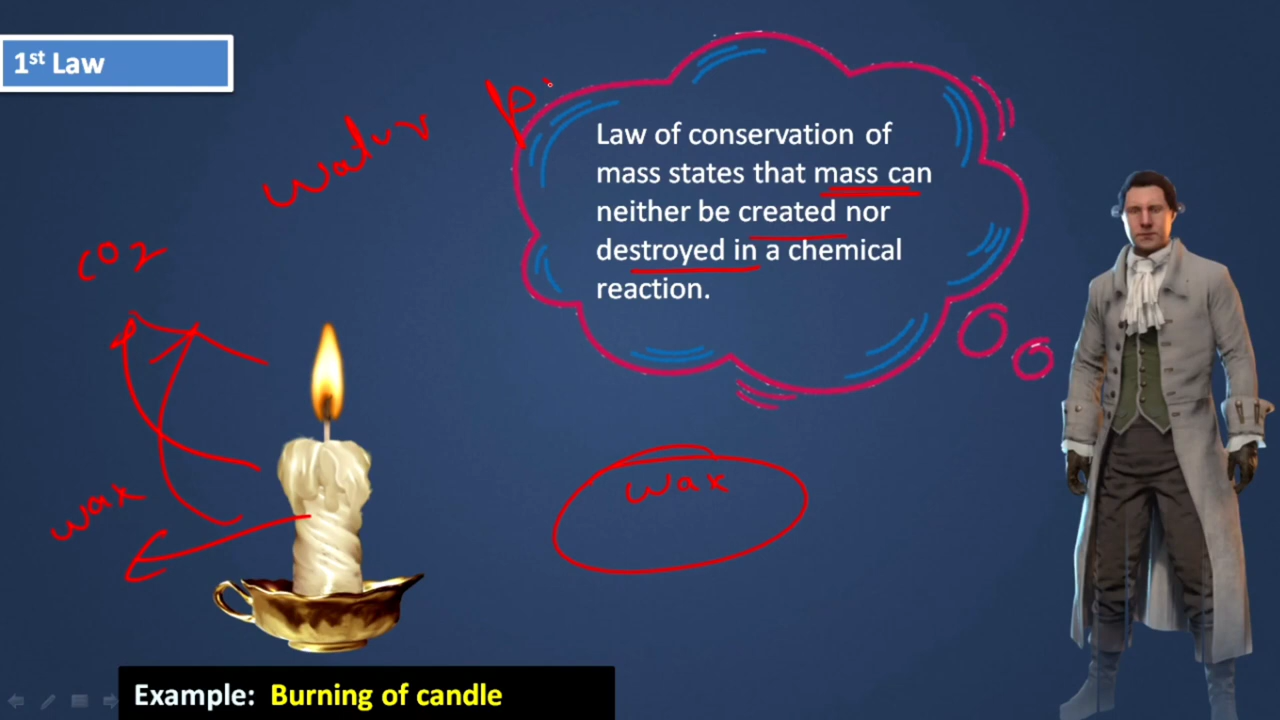 1st Law
water
Law of conservation of
mass states that mass can
neither be created nor
destroyed in a chemical
reaction.
CO2
wax
wax
Example: Burning of candle